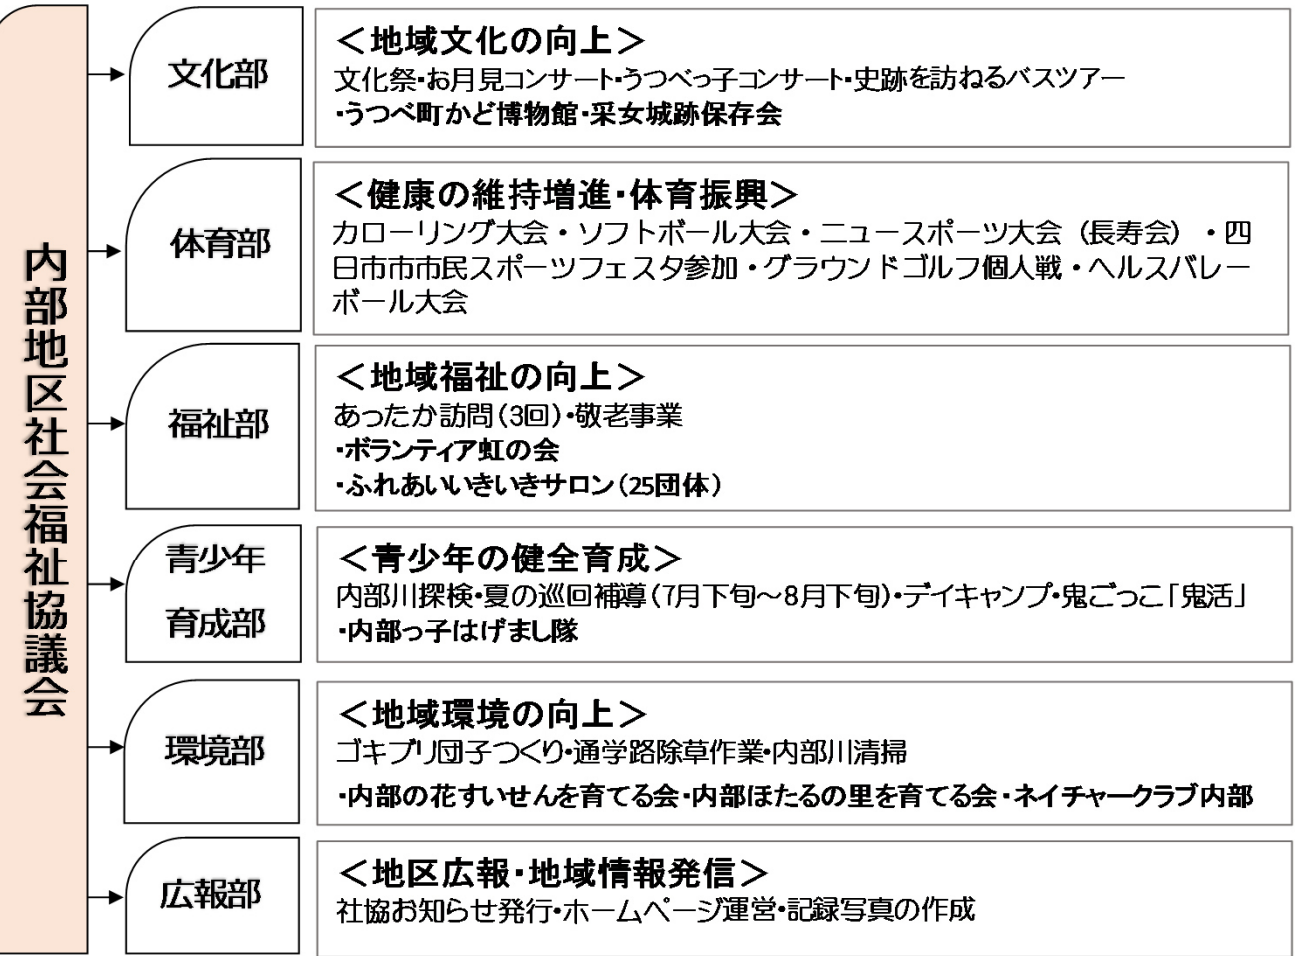 内部地区社会福祉協議会
文化部
＜地域文化の向上＞
文化祭・お月見コンサート・うつべっ子コンサート・史跡を訪ねるバスツアー
・うつべ町かど博物館・采女城跡保存会
体育部
＜健康の維持増進・体育振興＞
カローリング大会・ソフトボール大会・ニュースポーツ大会（長寿会）・四
日市市市民スポーツフェスタ参加・グラウンドゴルフ個人戦・ヘルスバレー
ボール大会
福祉部
＜地域福祉の向上＞
あったか訪問（3回）・敬老事業
・ボランティア虹の会
・ふれあいいきいきサロン（25団体）
青少年
育成部
＜青少年の健全育成＞
内部川探検・夏の巡回補導（7月下旬～8月下旬）・デイキャンプ・鬼ごっこ「鬼活」
・内部っ子はげまし隊
環境部
＜地域環境の向上＞
ゴキブリ団子つくり・通学路除草作業・内部川清掃
・内部の花すいせんを育てる会・内部ほたるの里を育てる会・ネイチャークラブ内部
広報部
＜地区広報・地域情報発信＞
社協お知らせ発行・ホームページ運営・記録写真の作成